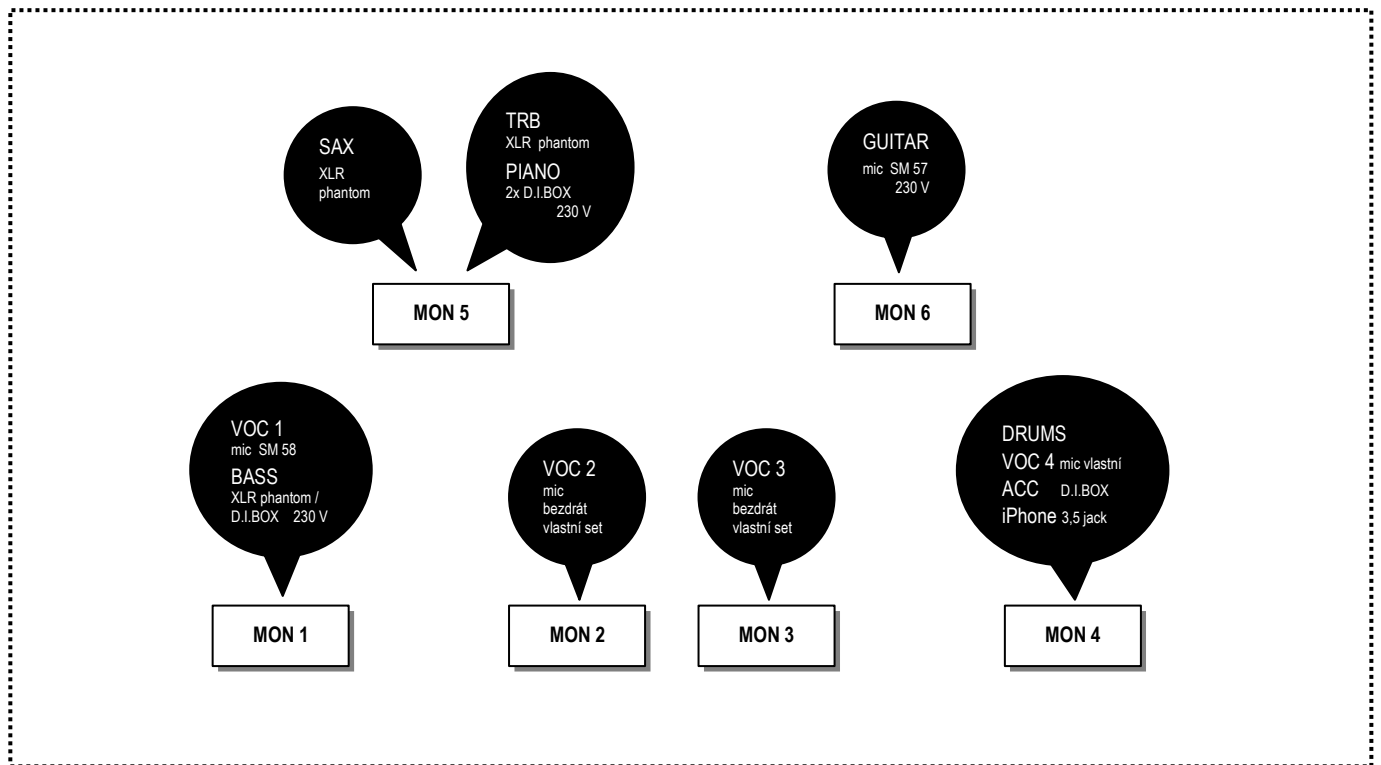 SAX
XLR
phantom
TRB
XLR phantom
PIANO
2x D.I.BOX
230 V
GUITAR
mic SM 57
230 V
MON 5
MON 6
VOC 1
mic SM 58
BASS
XLR phantom /
D.I.BOX 230 V
VOC 2
mic
bezdrát
vlastní set
VOC 3
mic
bezdrát
vlastní set
DRUMS
VOC 4 mic vlastní
ACC D.I.BOX
iPhone 3,5 jack
MON 1
MON 2
MON 3
MON 4